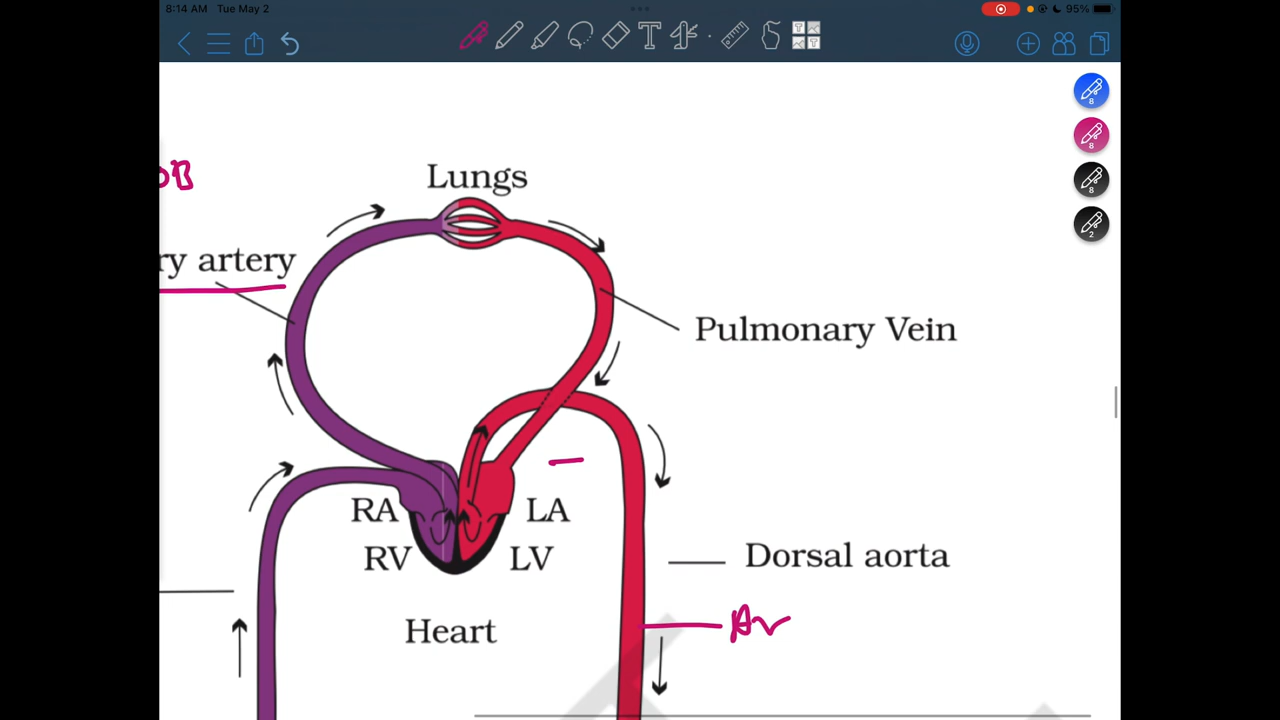 8:14 AM Tue May 2
95%
Lungs
ry artery
Pulmonary Vein
RA
LA
RV
LV
Dorsal aorta
Heart